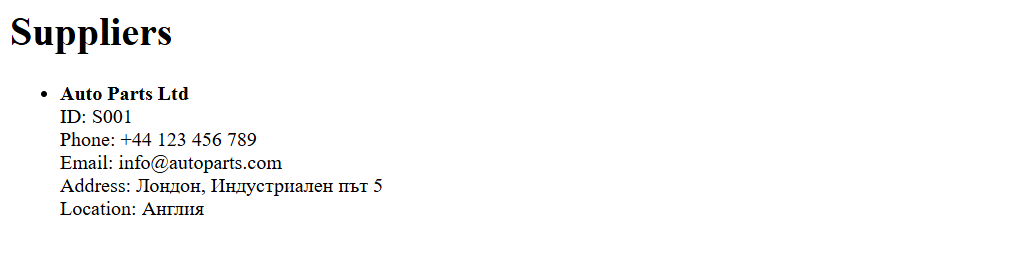 Suppliers
Auto Parts Ltd
ID: S001
Phone: +44 123 456 789
Email: info@autoparts.com
Address: Лондон, Индустриален път 5
Location: Англия